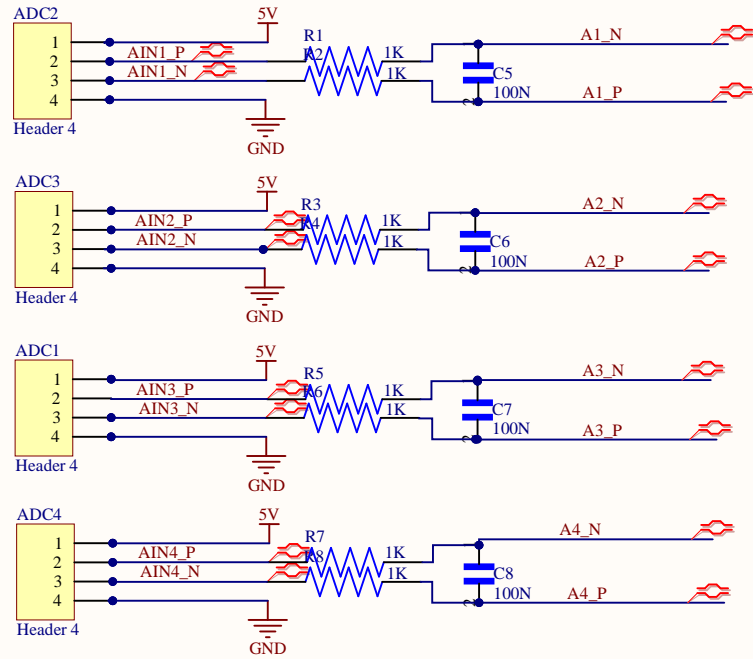 ADC2
5V
R1
A1_N
1
AIN1_P
R2
1K
2
AIN1_N
1K
C5
3
100N
A1_P
4
2
Header 4
GND
ADC3
5V
R3
A2_N
1
AIN2_P
R4
1K
2
AIN2_N
1K
C6
3
100N
A2_P
4
2
Header 4
GND
ADC1
5V
R5
A3_N
1
AIN3_P
R6
1K
2
AIN3_N
1K
C7
3
100N
A3_P
4
2
Header 4
GND
ADC4
5V
R7
A4_N
1
AIN4_P
R8
1K
2
AIN4_N
1K
C8
3
100N
A4_P
4
2
Header 4
GND